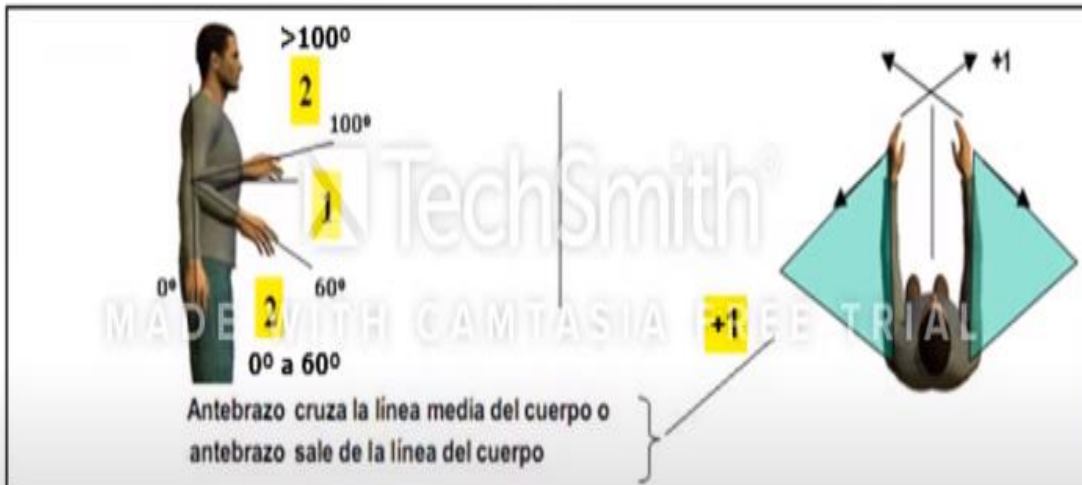 >100º
2
100º
1
60º
0º
2
0º a 60º
+1
+1
Antebrazo cruza la línea media del cuerpo o
antebrazo sale de la línea del cuerpo
TechSmith
MADE WITH CAMTASIA FREE TRIAL